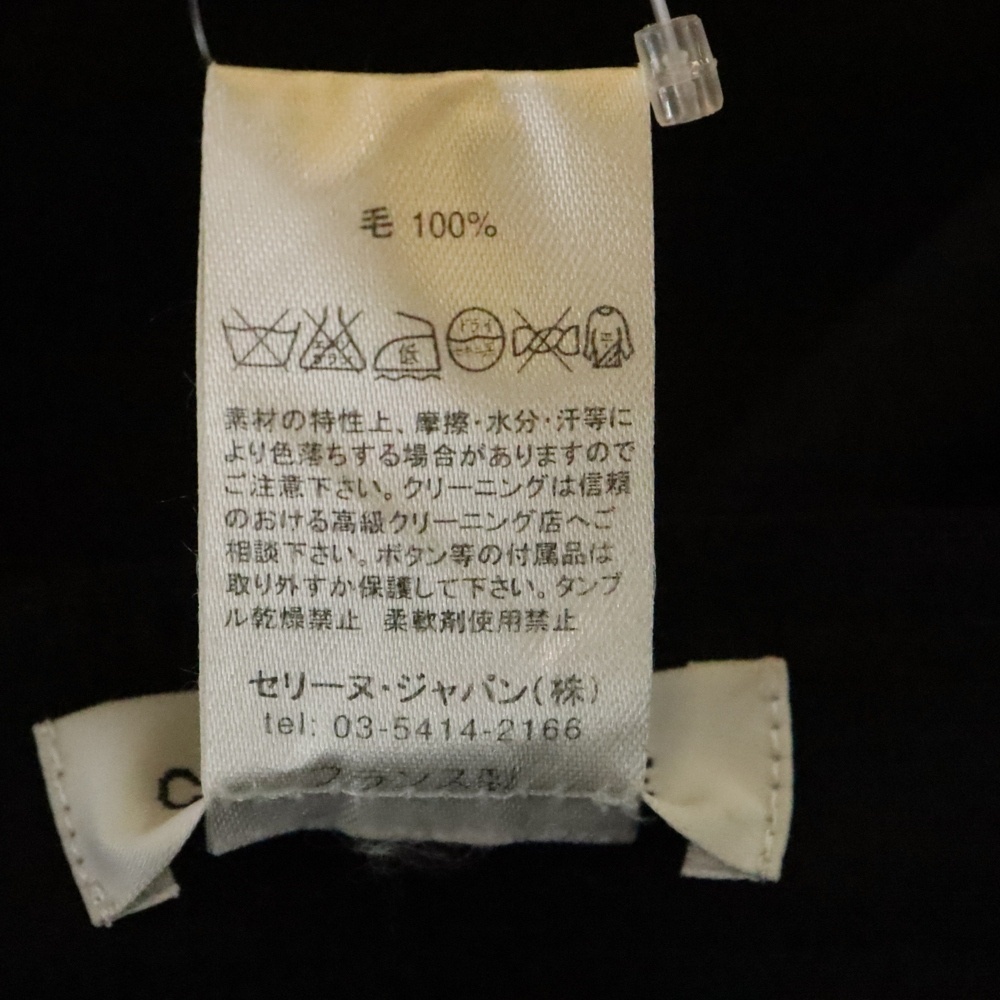 毛 100%
低
ドライ
素材の特性上、摩擦・水分・汗等に
より色落ちする場合がありますので
ご注意下さい。クリーニングは信頼
のおける高級クリーニング店へご
相談下さい。ボタン等の付属品は
取り外すか保護して下さい。タンブ
ル乾燥禁止 柔軟剤使用禁止
セリーヌ・ジャパン(株)
tel: 03-5414-2166
フランス製
C